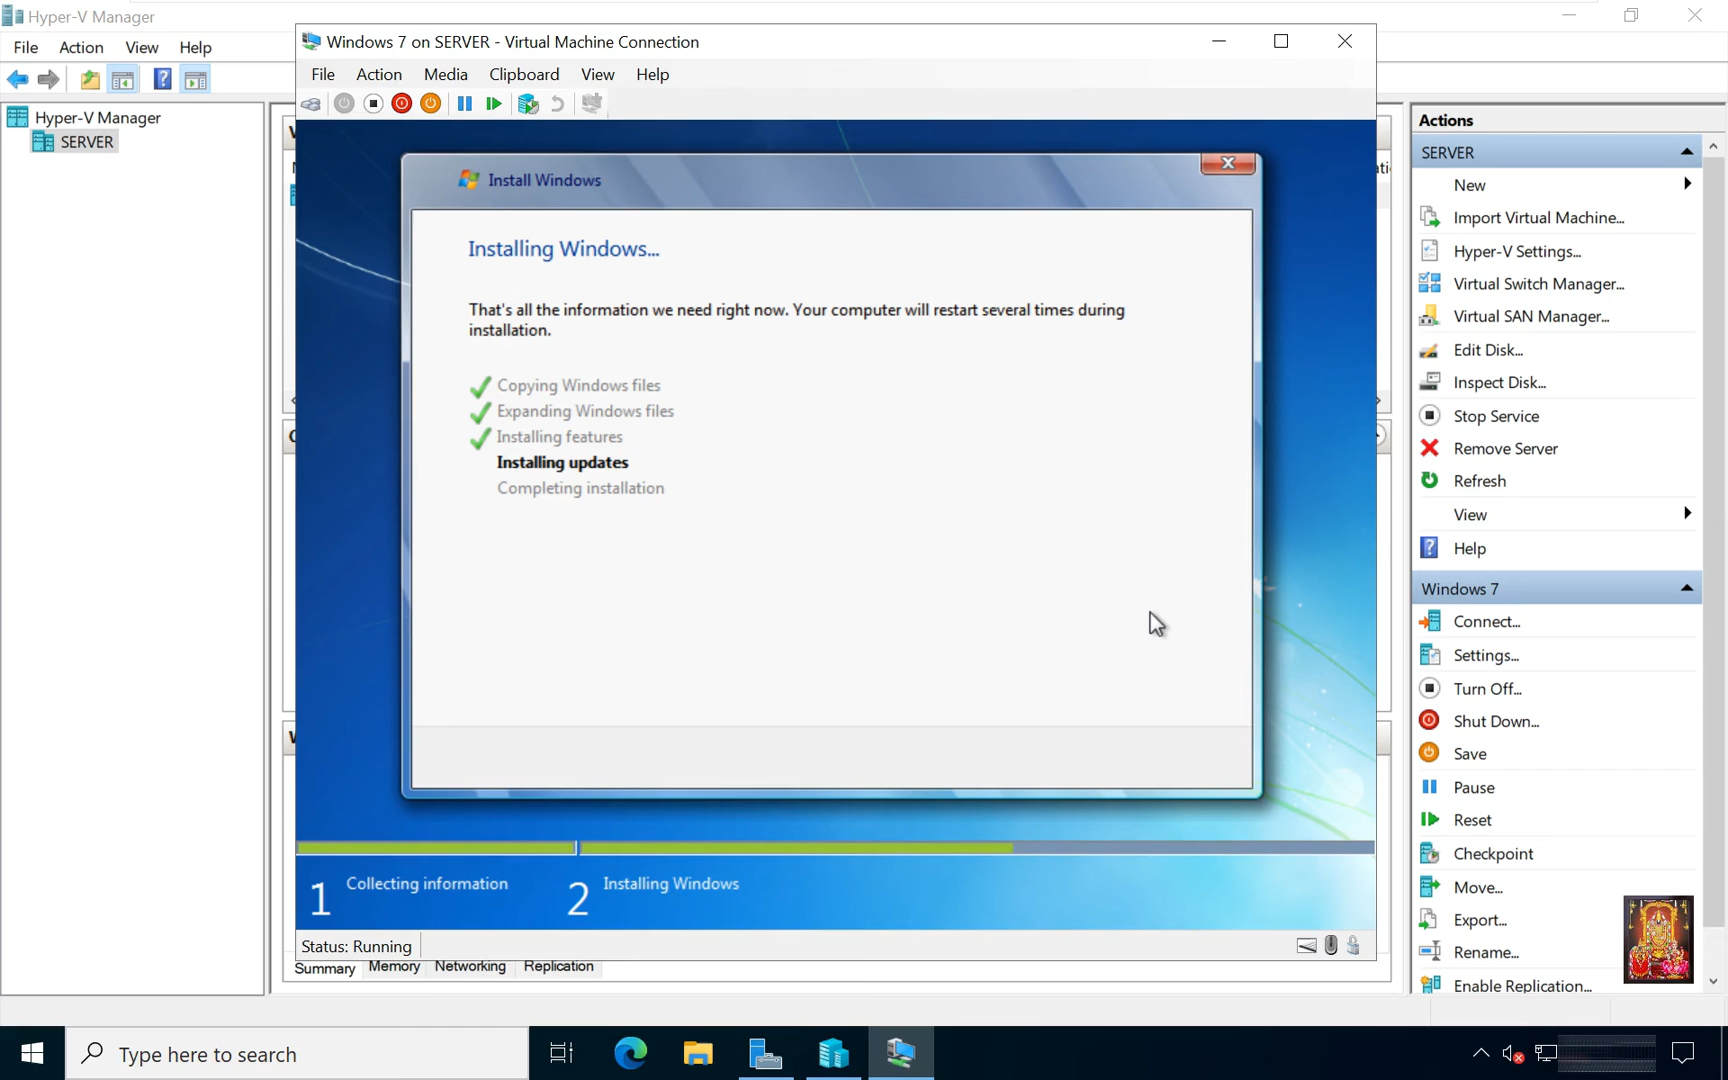 Hyper-V Manager
File Action View Help
Hyper-V Manager
SERVER
Windows 7 on SERVER - Virtual Machine Connection
File Action Media Clipboard View Help
Install Windows
Installing Windows...
That's all the information we need right now. Your computer will restart several times during
installation.
Copying Windows files
Expanding Windows files
Installing features
Installing updates
Completing installation
1 Collecting information
2 Installing Windows
Status: Running
Summary Memory Networking Replication
Actions
SERVER
New
Import Virtual Machine...
Hyper-V Settings...
Virtual Switch Manager...
Virtual SAN Manager...
Edit Disk...
Inspect Disk...
Stop Service
Remove Server
Refresh
View
Help
Windows 7
Connect...
Settings...
Turn Off...
Shut Down...
Save
Pause
Reset
Checkpoint
Move...
Export...
Rename...
Enable Replication...
Type here to search